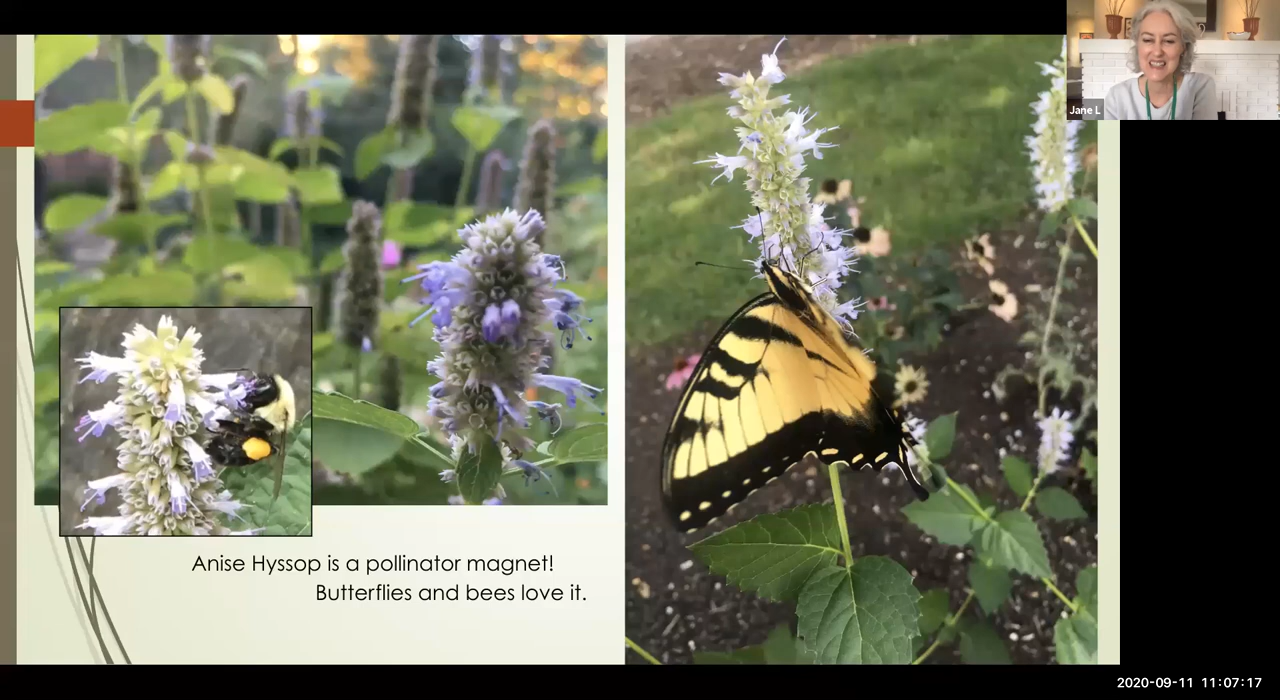 Jane L
Anise Hyssop is a pollinator magnet!
Butterflies and bees love it.
2020-09-11 11:07:17